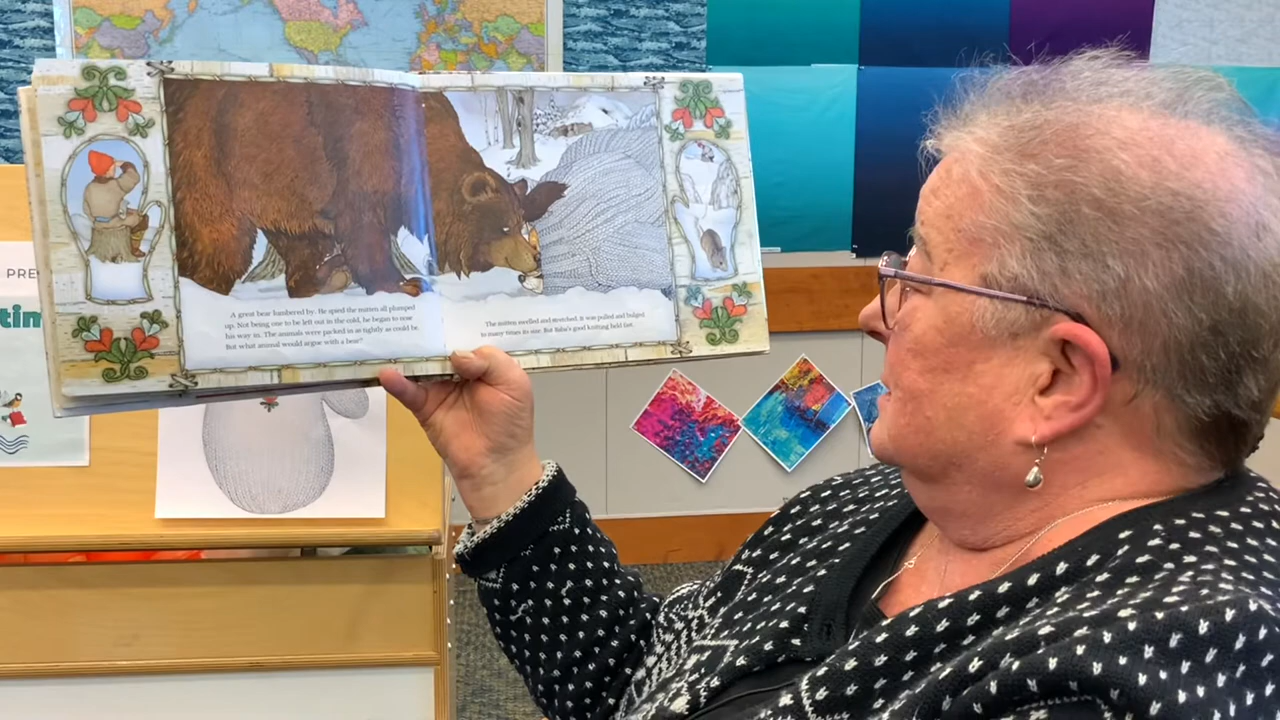 A great bear lumbered by. He spied the mitten all plumped
up. Not being one to be left out in the cold, he began to nose
his way in. The animals were packed in as tightly as could be.
But what animal would argue with a bear?
The mitten swelled and stretched. It was pulled and bulged
to many times its size. But Baba's good knitting held fast.
PRE
tim